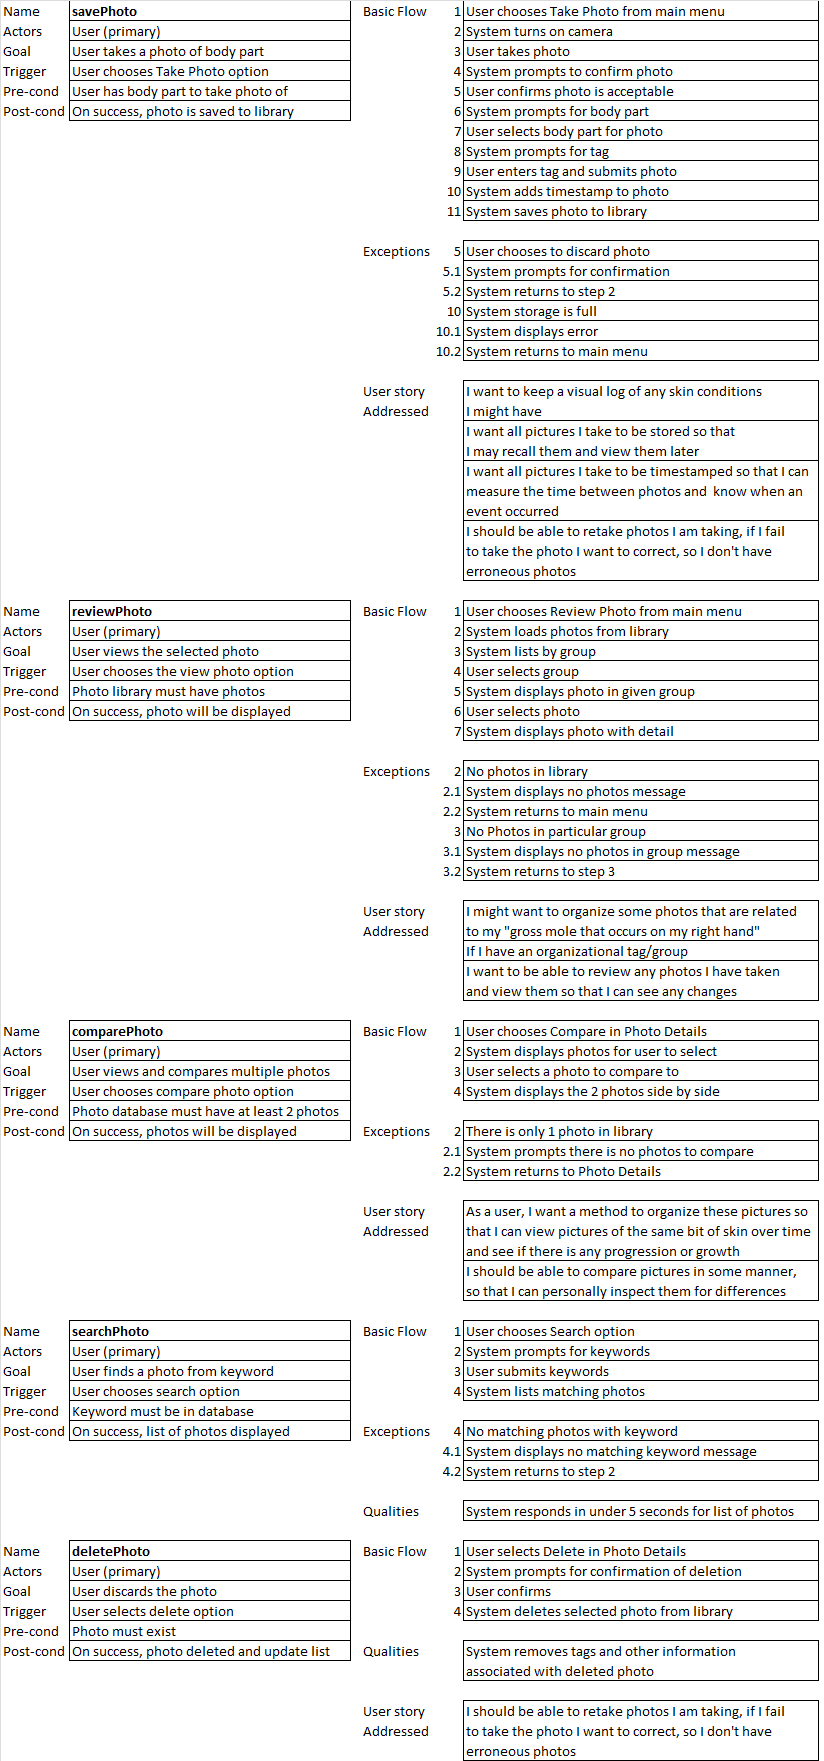 Name savePhoto Basic Flow 1 User chooses Take Photo from main menu
Actors User (primary) 2 System turns on camera
Goal User takes a photo of body part 3 User takes photo
Trigger User chooses Take Photo option 4 System prompts to confirm photo
Pre-cond User has body part to take photo of 5 User confirms photo is acceptable
Post-cond On success, photo is saved to library 6 System prompts for body part
7 User selects body part for photo
8 System prompts for tag
9 User enters tag and submits photo
10 System adds timestamp to photo
11 System saves photo to library
Exceptions 5 User chooses to discard photo
5.1 System prompts for confirmation
5.2 System returns to step 2
10 System storage is full
10.1 System displays error
10.2 System returns to main menu
User story I want to keep a visual log of any skin conditions
Addressed I might have
I want all pictures I take to be stored so that
I may recall them and view them later
I want all pictures I take to be timestamped so that I can
measure the time between photos and  know when an
event occurred
I should be able to retake photos I am taking, if I fail
to take the photo I want to correct, so I don't have
erroneous photos
Name reviewPhoto Basic Flow 1 User chooses Review Photo from main menu
Actors User (primary) 2 System loads photos from library
Goal User views the selected photo 3 System lists by group
Trigger User chooses the view photo option 4 User selects group
Pre-cond Photo library must have photos 5 System displays photo in given group
Post-cond On success, photo will be displayed 6 User selects photo
7 System displays photo with detail
Exceptions 2 No photos in library
2.1 System displays no photos message
2.2 System returns to main menu
3 No Photos in particular group
3.1 System displays no photos in group message
3.2 System returns to step 3
User story I might want to organize some photos that are related
Addressed to my "gross mole that occurs on my right hand"
If I have an organizational tag/group
I want to be able to review any photos I have taken
and view them so that I can see any changes
Name comparePhoto Basic Flow 1 User chooses Compare in Photo Details
Actors User (primary) 2 System displays photos for user to select
Goal User views and compares multiple photos 3 User selects a photo to compare to
Trigger User chooses compare photo option 4 System displays the 2 photos side by side
Pre-cond Photo database must have at least 2 photos
Post-cond On success, photos will be displayed Exceptions 2 There is only 1 photo in library
2.1 System prompts there is no photos to compare
2.2 System returns to Photo Details
User story As a user, I want a method to organize these pictures so
Addressed that I can view pictures of the same bit of skin over time
and see if there is any progression or growth
I should be able to compare pictures in some manner,
so that I can personally inspect them for differences
Name searchPhoto Basic Flow 1 User chooses Search option
Actors User (primary) 2 System prompts for keywords
Goal User finds a photo from keyword 3 User submits keywords
Trigger User chooses search option 4 System lists matching photos
Pre-cond Keyword must be in database
Post-cond On success, list of photos displayed Exceptions 4 No matching photos with keyword
4.1 System displays no matching keyword message
4.2 System returns to step 2
Qualities System responds in under 5 seconds for list of photos
Name deletePhoto Basic Flow 1 User selects Delete in Photo Details
Actors User (primary) 2 System prompts for confirmation of deletion
Goal User discards the photo 3 User confirms
Trigger User selects delete option 4 System deletes selected photo from library
Pre-cond Photo must exist
Post-cond On success, photo deleted and update list Qualities System removes tags and other information
associated with deleted photo
User story I should be able to retake photos I am taking, if I fail
Addressed to take the photo I want to correct, so I don't have
erroneous photos